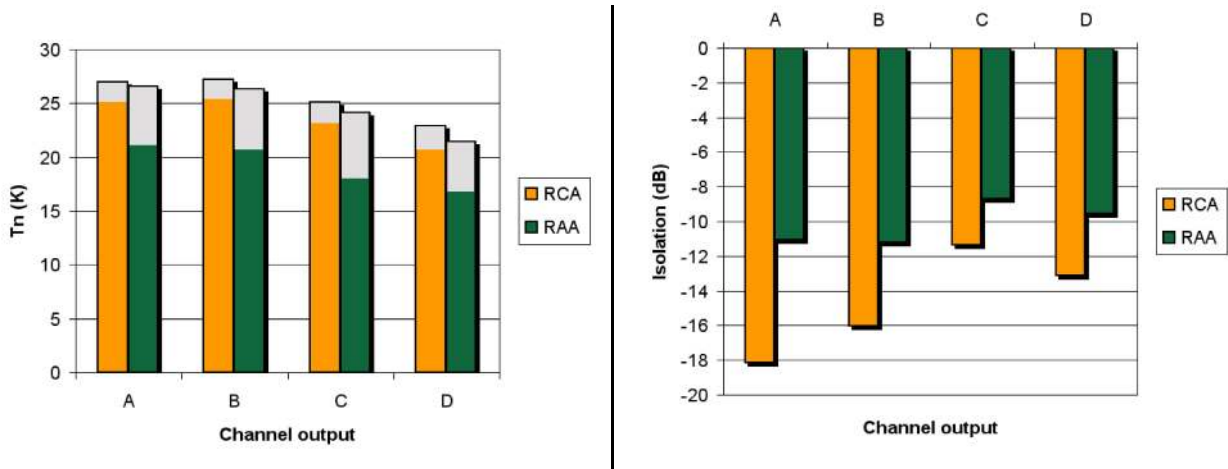 30
25
20
15
10
5
0
Tn (K)
A B C D
Channel output
RCA
RAA
A B C D
0
-2
-4
-6
-8
-10
-12
-14
-16
-18
-20
Isolation (dB)
Channel output
RCA
RAA